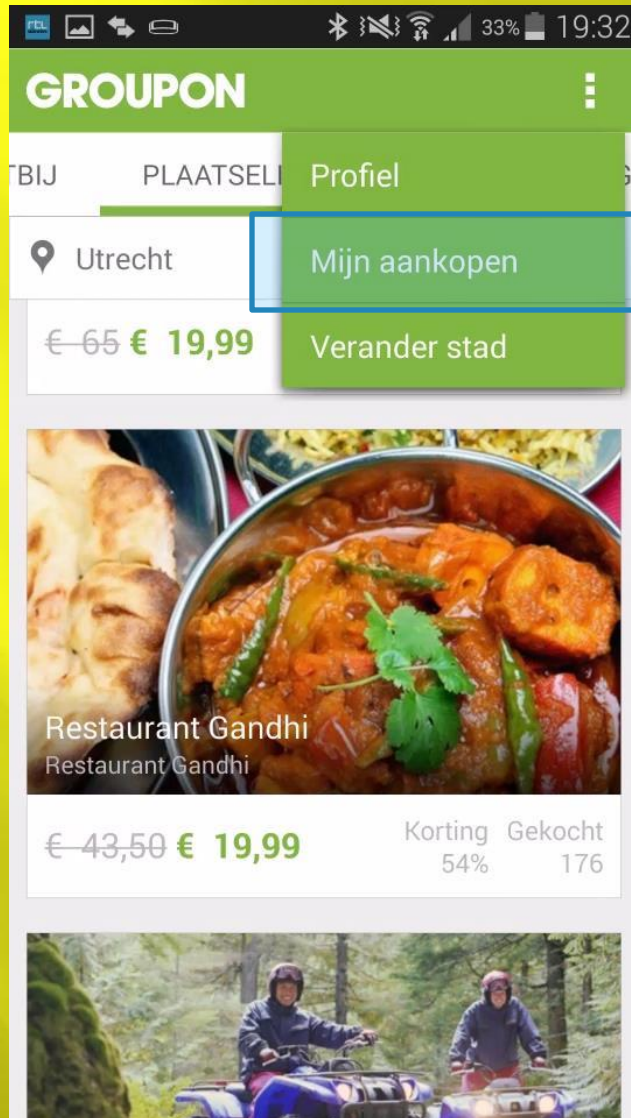 rtl
33% 19:32
GROUPON
TBIJ PLAATSELI
Profiel
Utrecht
Mijn aankopen
€ 65 € 19,99
Verander stad
Restaurant Gandhi
Restaurant Gandhi
€ 43,50 € 19,99
Korting Gekocht
54% 176